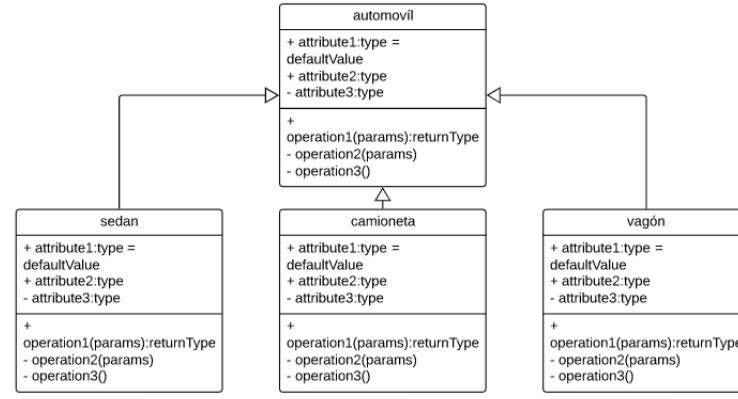 automovíl
+ attribute1:type =
defaultValue
+ attribute2:type
- attribute3:type
+
operation1(params):returnType
- operation2(params)
- operation3()
sedan
+ attribute1:type =
defaultValue
+ attribute2:type
- attribute3:type
+
operation1(params):returnType
- operation2(params)
- operation3()
camioneta
+ attribute1:type =
defaultValue
+ attribute2:type
- attribute3:type
+
operation1(params):returnType
- operation2(params)
- operation3()
vagón
+ attribute1:type =
defaultValue
+ attribute2:type
- attribute3:type
+
operation1(params):returnType
- operation2(params)
- operation3()